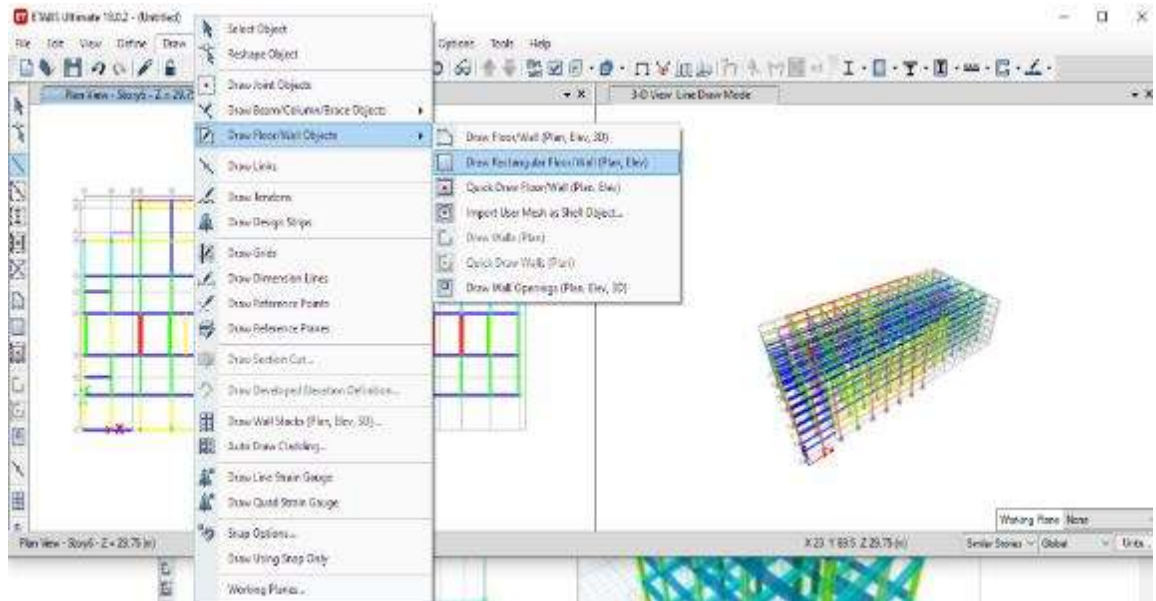 ETABS Ultimate 18.0.2 - (Untitled)
File Edit View Define Draw Options Tools Help
Plan View - Story6 - Z = 29.75
3-D View Line Draw Mode
Select Object
Reshape Object
Draw Joint Objects
Draw Beam/Column/Brace Objects
Draw Floor/Wall Objects
Draw Links
Draw Tendons
Draw Design Strips
Draw Grids
Draw Dimension Lines
Draw Reference Points
Draw Reference Planes
Draw Section Cut...
Draw Developed Elevation Definition...
Draw Wall Stacks (Plan, Elev, 3D)...
Auto Draw Cladding...
Draw Line Strain Gauge
Draw Quad Strain Gauge
Snap Options...
Draw Using Snap Only
Working Planes...
Draw Floor/Wall (Plan, Elev, 3D)
Draw Rectangular Floor/Wall (Plan, Elev)
Quick Draw Floor/Wall (Plan, Elev)
Import User Mesh as Shell Object...
Draw Walls (Plan)
Quick Draw Walls (Plan)
Draw Wall Openings (Plan, Elev, 3D)
Working Plane None
Plan View - Story6 - Z = 29.75 (m)
X 23 Y 89.5 Z 29.75 (m)
Similar Stories
Global
Units...